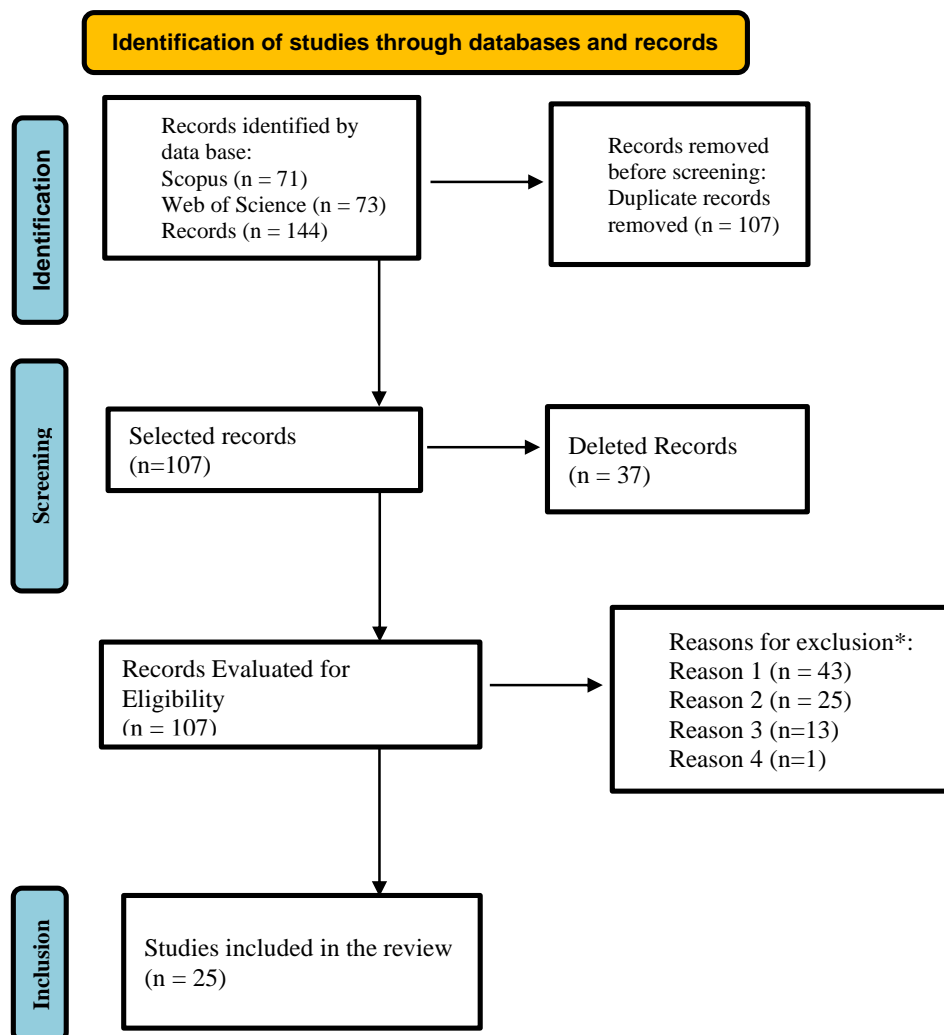 Identification of studies through databases and records
Identification
Records identified by
data base:
Scopus (n = 71)
Web of Science (n = 73)
Records (n = 144)
Records removed
before screening:
Duplicate records
removed (n = 107)
Screening
Selected records
(n=107)
Deleted Records
(n = 37)
Records Evaluated for
Eligibility
(n = 107)
Reasons for exclusion*:
Reason 1 (n = 43)
Reason 2 (n = 25)
Reason 3 (n=13)
Reason 4 (n=1)
Inclusion
Studies included in the review
(n = 25)